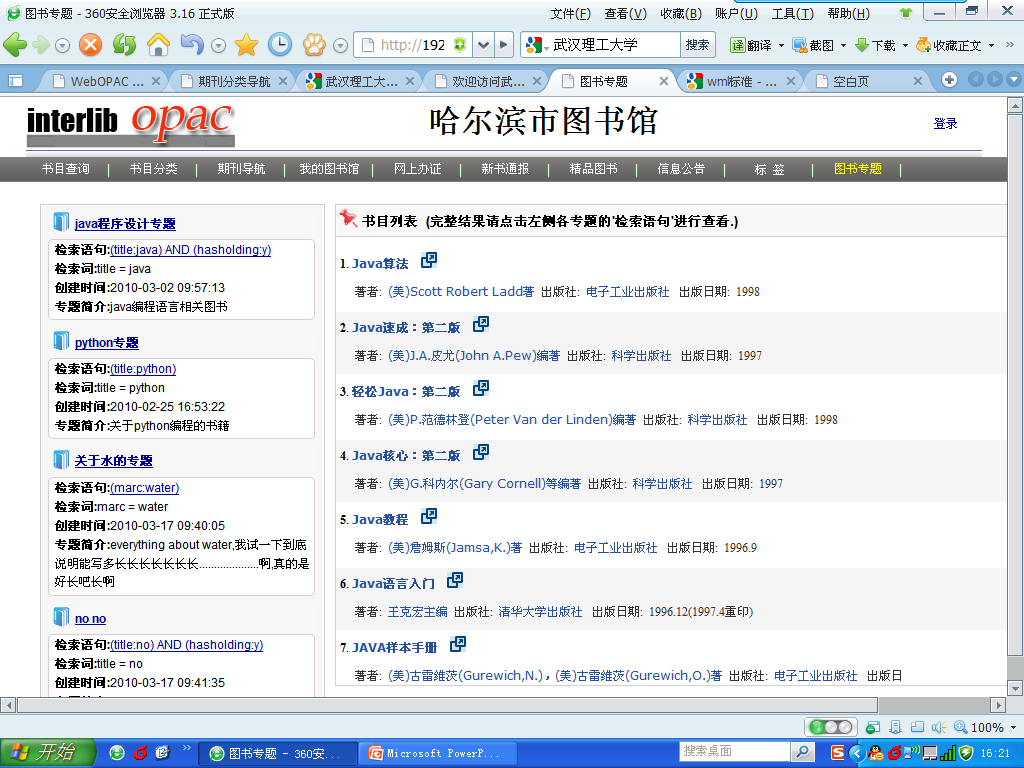 图书专题 - 360安全浏览器 3.16 正式版 文件(F) 查看(V) 收藏(B) 账户(U) 工具(T) 帮助(H)
http://192 武汉理工大学 搜索 翻译 截图 下载 收藏正文 »
WebOPAC ... 期刊分类导航 武汉理工大... 欢迎访问武... 图书专题 wml标准 - ... 空白页
interlib opac 哈尔滨市图书馆 登录
书目查询 | 书目分类 | 期刊导航 | 我的图书馆 | 网上办证 | 新书通报 | 精品图书 | 信息公告 | 标 签 | 图书专题 |
java程序设计专题
检索语句:(title:java) AND (hasholding:y)
检索词:title = java
创建时间:2010-03-02 09:57:13
专题简介:java编程语言相关图书
python专题
检索语句:(title:python)
检索词:title = python
创建时间:2010-02-25 16:53:22
专题简介:关于python编程的书籍
关于水的专题
检索语句:(marc:water)
检索词:marc = water
创建时间:2010-03-17 09:40:05
专题简介:everything about water,我试一下到底
说明能写多长长长长长长长...................啊,真的是
好长吧长啊
no no
检索语句:(title:no) AND (hasholding:y)
检索词:title = no
创建时间:2010-03-17 09:41:35
书目列表 (完整结果请点击左侧各专题的'检索语句'进行查看.)
1. Java算法
著者: (美)Scott Robert Ladd著 出版社: 电子工业出版社 出版日期: 1998
2. Java速成：第二版
著者: (美)J.A.皮尤(John A.Pew)编著 出版社: 科学出版社 出版日期: 1997
3. 轻松Java：第二版
著者: (美)P.范德林登(Peter Van der Linden)编著 出版社: 科学出版社 出版日期: 1998
4. Java核心：第二版
著者: (美)G.科内尔(Gary Cornell)等编著 出版社: 科学出版社 出版日期: 1997
5. Java教程
著者: (美)詹姆斯(Jamsa,K.)著 出版社: 电子工业出版社 出版日期: 1996.9
6. Java语言入门
著者: 王克宏主编 出版社: 清华大学出版社 出版日期: 1996.12(1997.4重印)
7. JAVA样本手册
著者: (美)古雷维茨(Gurewich,N.)，(美)古雷维茨(Gurewich,O.)著 出版社: 电子工业出版社 出版日
100%
开始 » 图书专题 - 360安... Microsoft PowerP... 搜索桌面 16:21